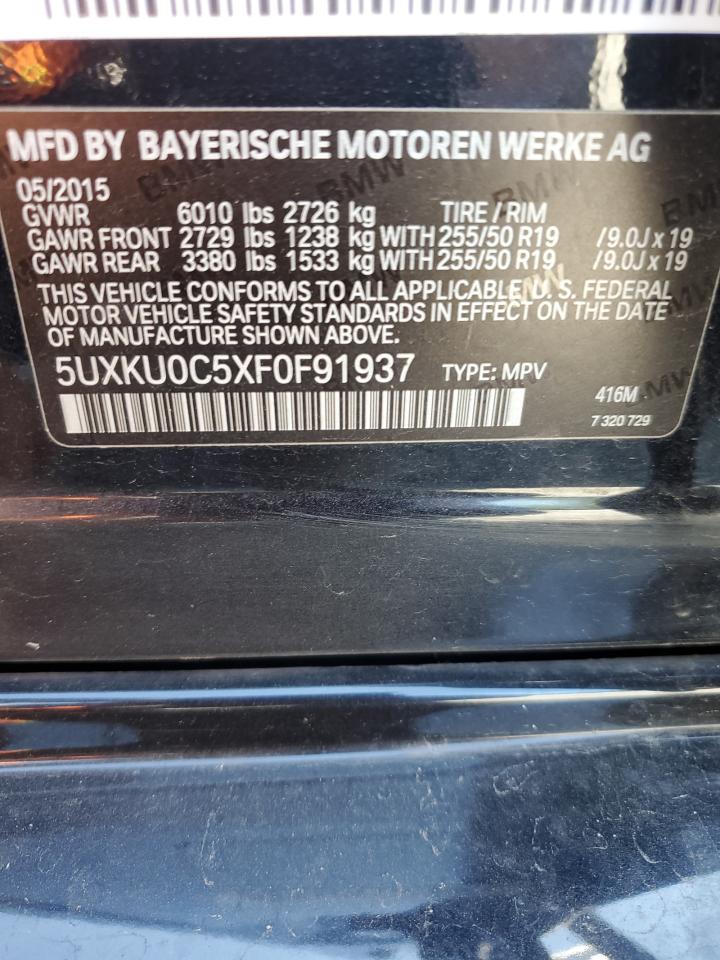 MFD BY BAYERISCHE MOTOREN WERKE AG
05/2015
GVWR 6010 lbs 2726 kg TIRE / RIM
GAWR FRONT 2729 lbs 1238 kg WITH 255/50 R19 /9.0J x 19
GAWR REAR 3380 lbs 1533 kg WITH 255/50 R19 /9.0J x 19
THIS VEHICLE CONFORMS TO ALL APPLICABLE U. S. FEDERAL
MOTOR VEHICLE SAFETY STANDARDS IN EFFECT ON THE DATE
OF MANUFACTURE SHOWN ABOVE.
5UXKU0C5XF0F91937 TYPE: MPV
416M
7 320 729